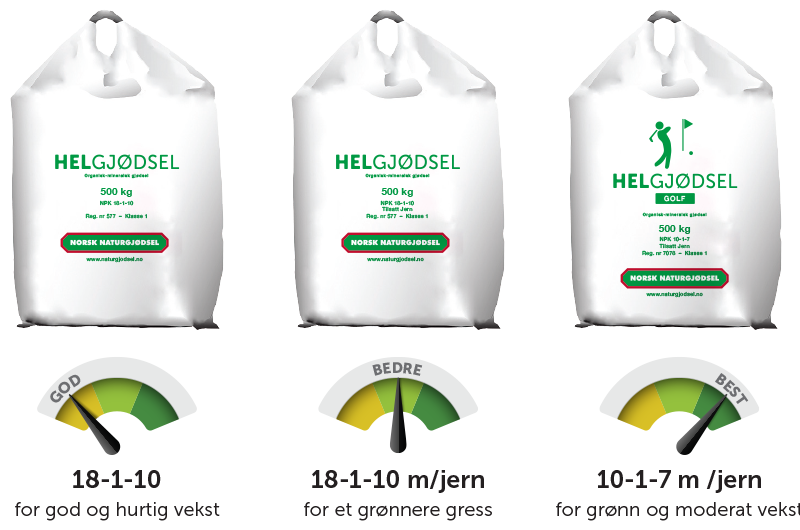 HELGJØDSEL
Organisk-mineralsk gjødsel
500 kg
NPK 18-1-10
Reg. nr 577 – Klasse 1
NORSK NATURGJØDSEL
www.naturgjodsel.no
GOD
18-1-10
for god og hurtig vekst
HELGJØDSEL
Organisk-mineralsk gjødsel
500 kg
NPK 18-1-10
Tilsatt Jern
Reg. nr 577 – Klasse 1
NORSK NATURGJØDSEL
www.naturgjodsel.no
BEDRE
18-1-10 m/jern
for et grønnere gress
HELGJØDSEL
GOLF
Organisk-mineralsk gjødsel
500 kg
NPK 10-1-7
Tilsatt Jern
Reg. nr 7076 – Klasse 1
NORSK NATURGJØDSEL
www.naturgjodsel.no
BEST
10-1-7 m /jern
for grønn og moderat vekst